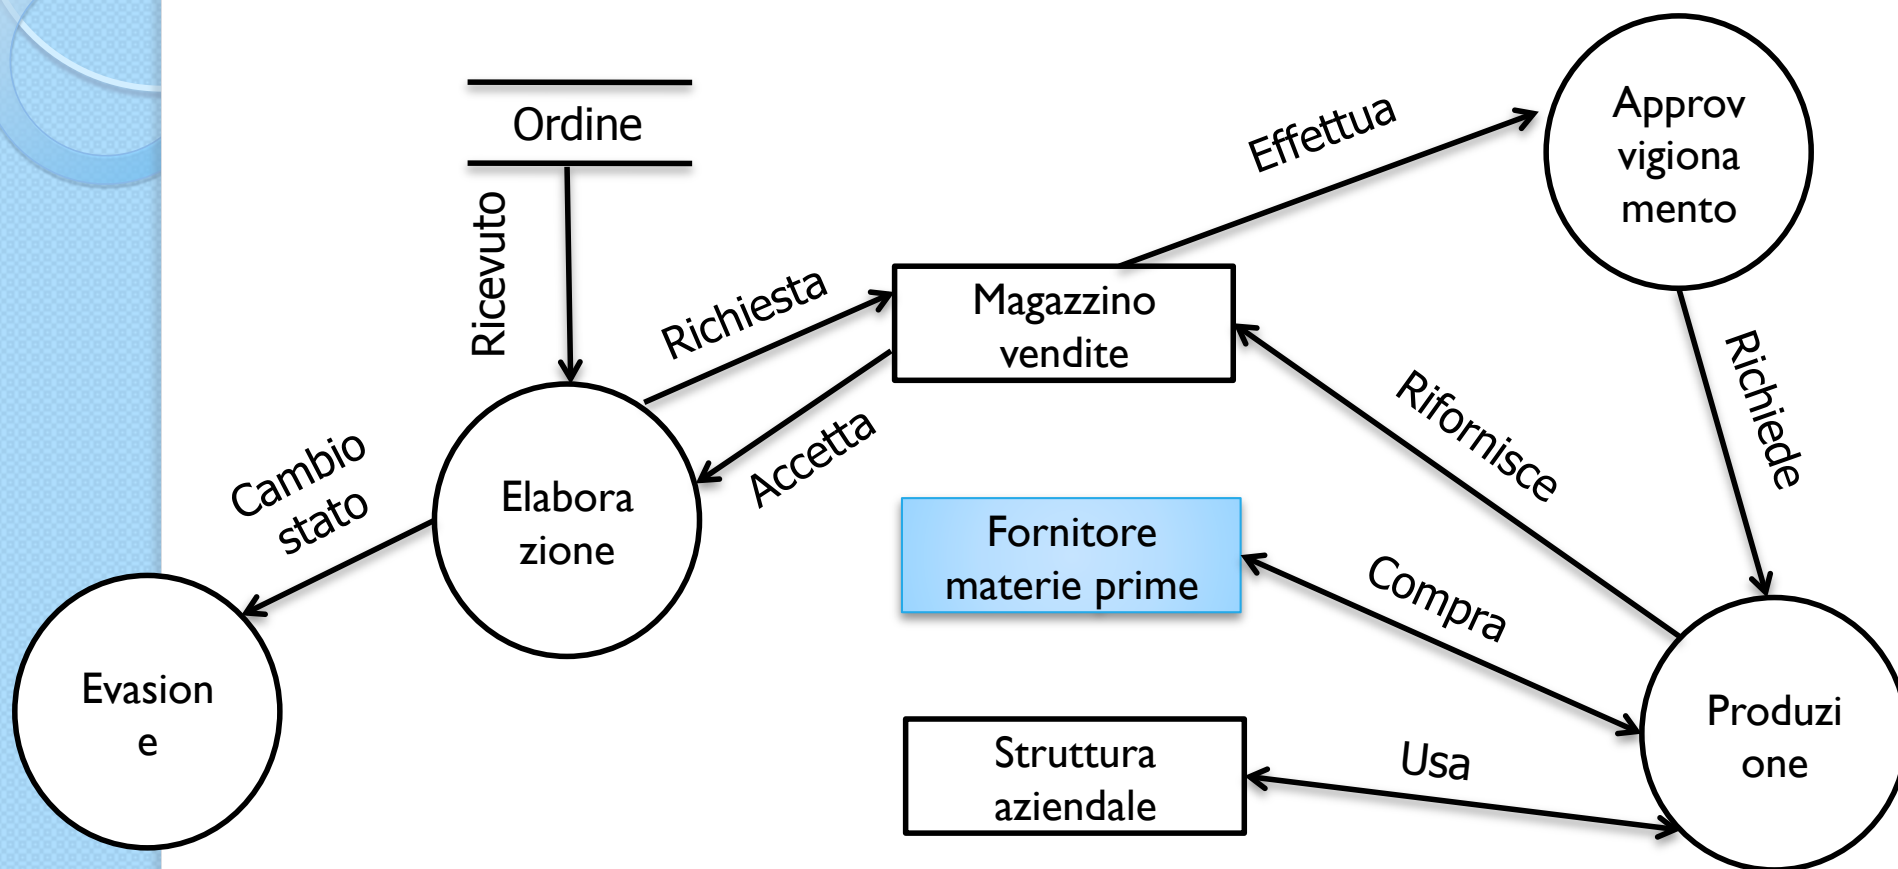 Ordine
Ricevuto
Richiesta
Accetta
Magazzino
vendite
Effettua
Approv
vigiona
mento
Richiede
Rifornisce
Cambio
stato
Elabora
zione
Evasion
e
Fornitore
materie prime
Compra
Struttura
aziendale
Usa
Produzi
one